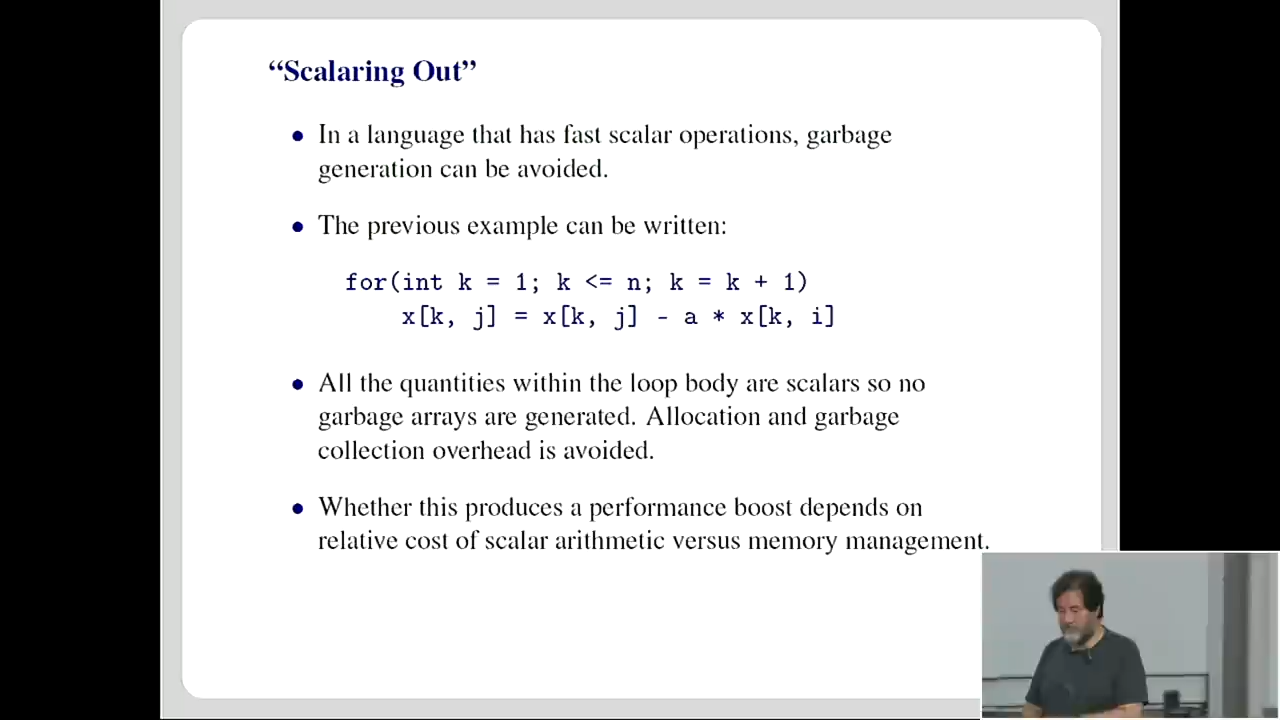 “Scalaring Out”
• In a language that has fast scalar operations, garbage
generation can be avoided.
• The previous example can be written:
for(int k = 1; k <= n; k = k + 1)
x[k, j] = x[k, j] - a * x[k, i]
• All the quantities within the loop body are scalars so no
garbage arrays are generated. Allocation and garbage
collection overhead is avoided.
• Whether this produces a performance boost depends on
relative cost of scalar arithmetic versus memory management.